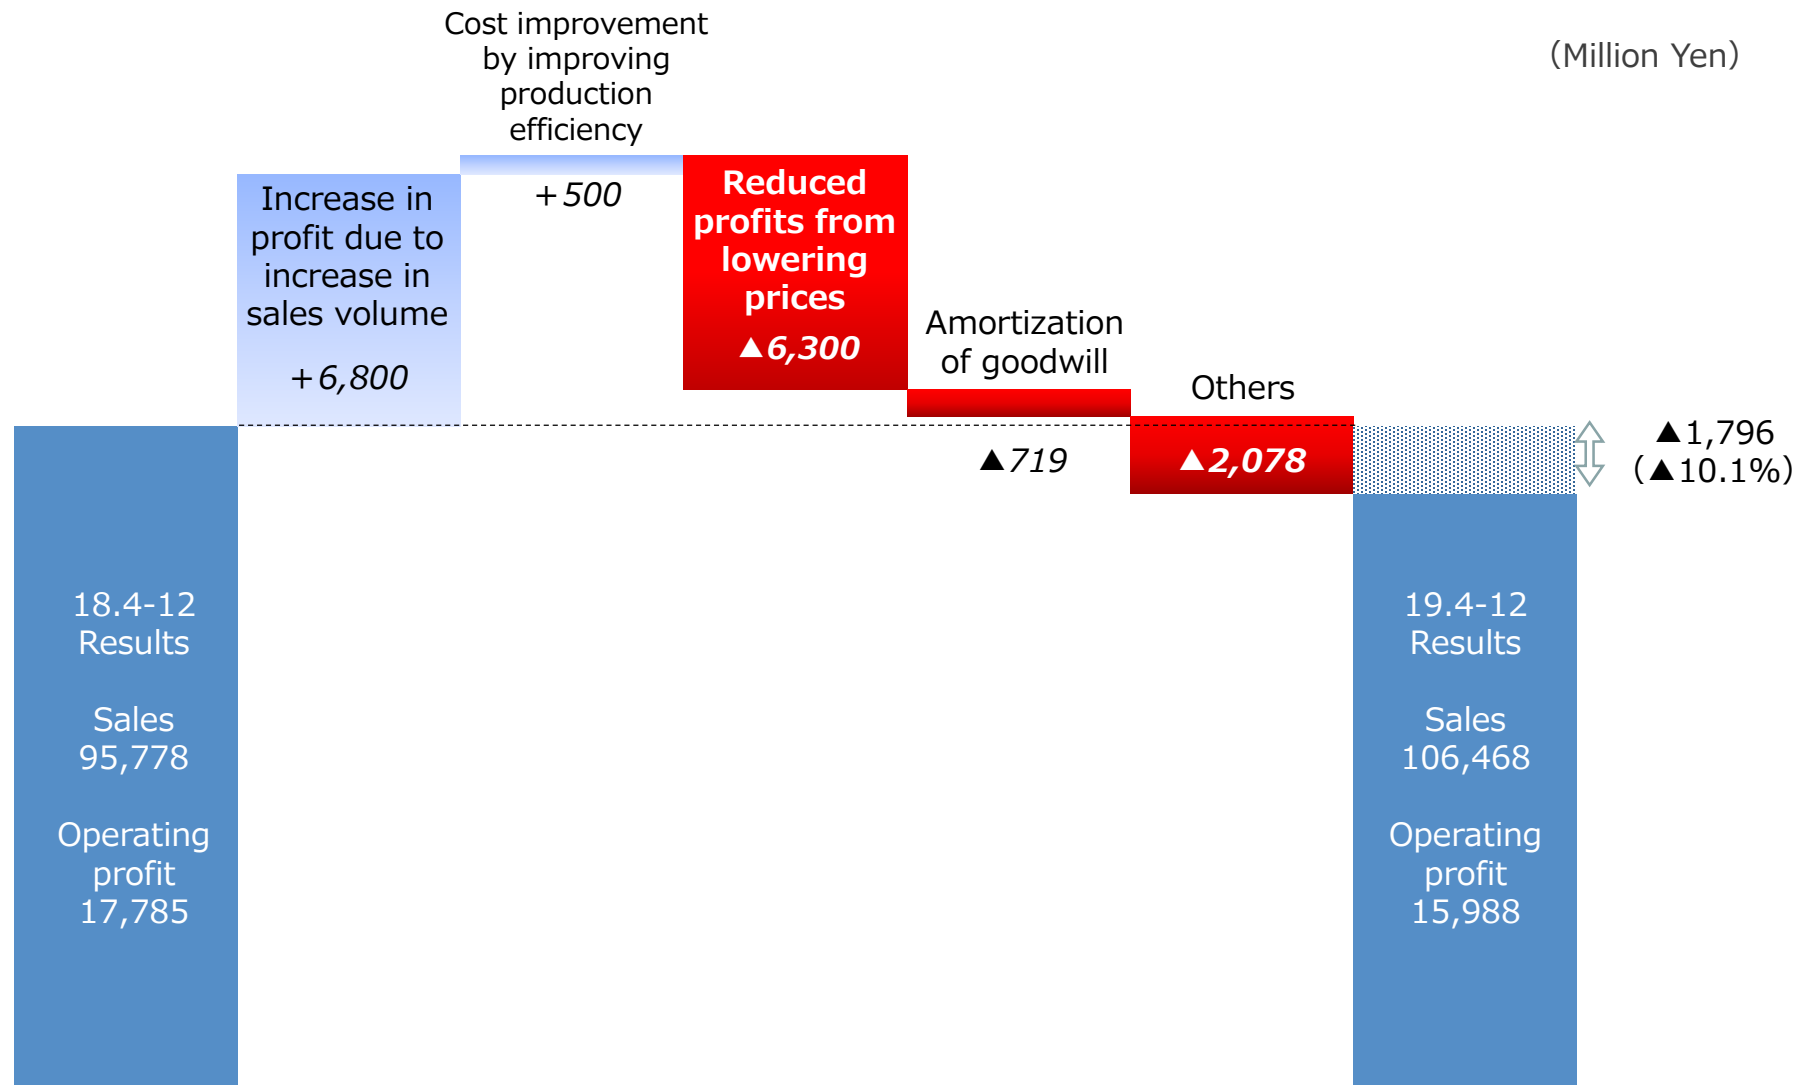 Cost improvement
by improving
production
efficiency
(Million Yen)
Increase in
profit due to
increase in
sales volume
+6,800
+500
Reduced
profits from
lowering
prices
▲6,300
Amortization
of goodwill
▲719
Others
▲2,078
▲1,796
(▲10.1%)
18.4-12
Results
Sales
95,778
Operating
profit
17,785
19.4-12
Results
Sales
106,468
Operating
profit
15,988